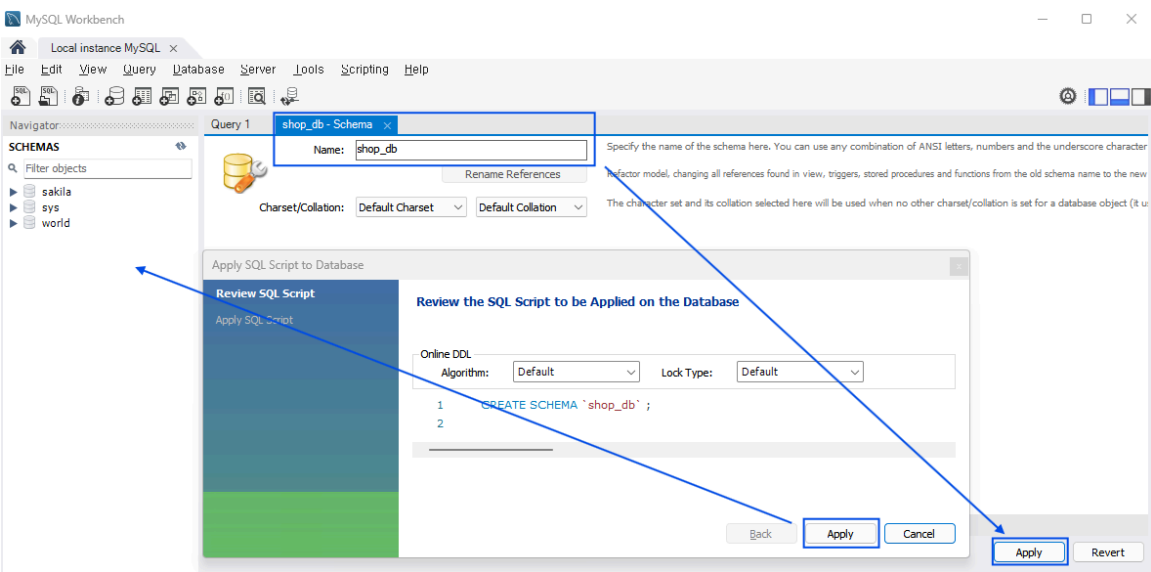 MySQL Workbench
Local instance MySQL
File Edit View Query Database Server Tools Scripting Help
Navigator
Query 1
shop_db - Schema
SCHEMAS
Filter objects
sakila
sys
world
Name: shop_db
Specify the name of the schema here. You can use any combination of ANSI letters, numbers and the underscore character
Rename References
Refactor model, changing all references found in view, triggers, stored procedures and functions from the old schema name to the new
Charset/Collation: Default Charset Default Collation
The character set and its collation selected here will be used when no other charset/collation is set for a database object (it u
Apply SQL Script to Database
Review SQL Script
Apply SQL Script
Review the SQL Script to be Applied on the Database
Online DDL
Algorithm: Default Lock Type: Default
1 CREATE SCHEMA `shop_db` ;
2
Back Apply Cancel
Apply Revert